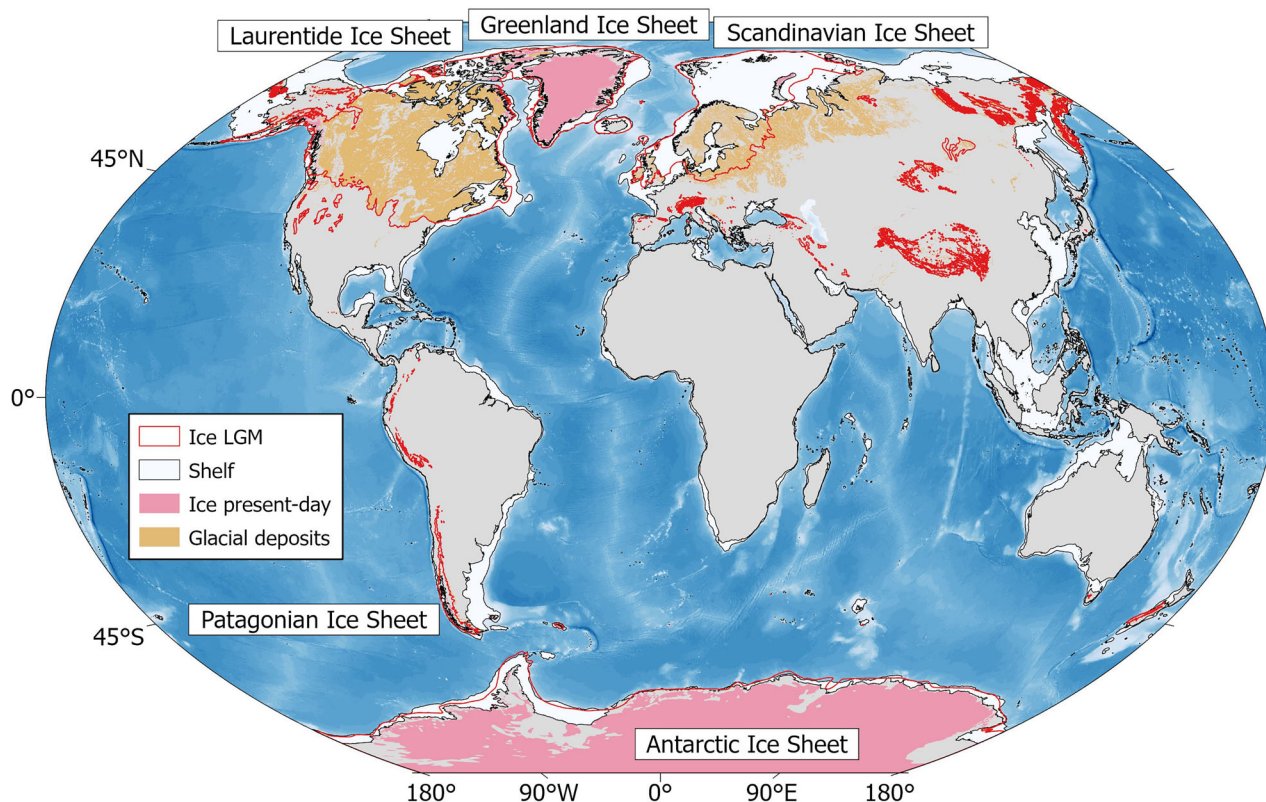 Laurentide Ice Sheet
Greenland Ice Sheet
Scandinavian Ice Sheet
45°N
0°
Ice LGM
Shelf
Ice present-day
Glacial deposits
Patagonian Ice Sheet
45°S
Antarctic Ice Sheet
180°
90°W
0°
90°E
180°